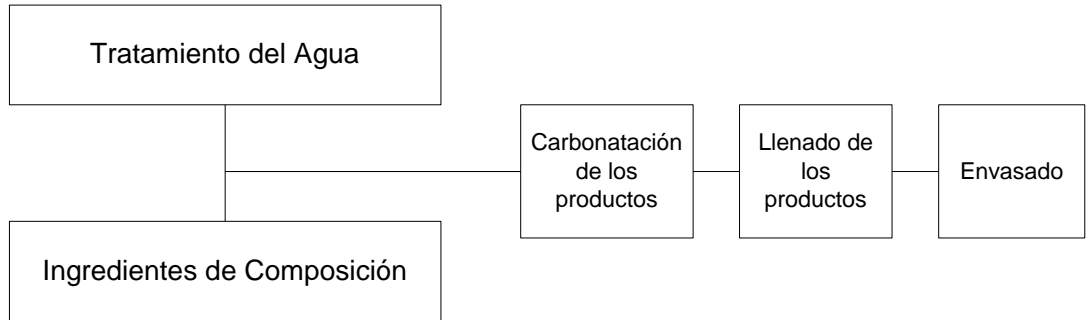 Tratamiento del Agua
Carbonatación
de los
productos
Llenado de
los
productos
Envasado
Ingredientes de Composición